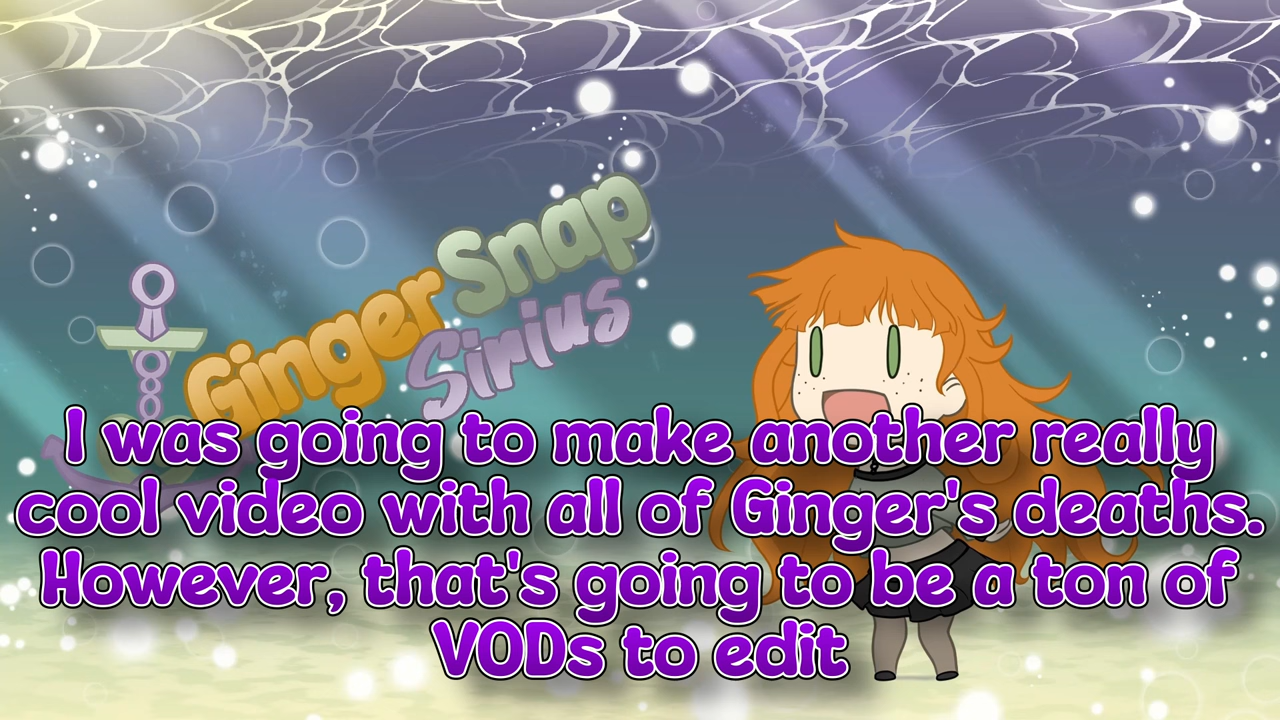 Ginger Snap
Sirius
I was going to make another really
cool video with all of Ginger's deaths.
However, that's going to be a ton of
VODs to edit